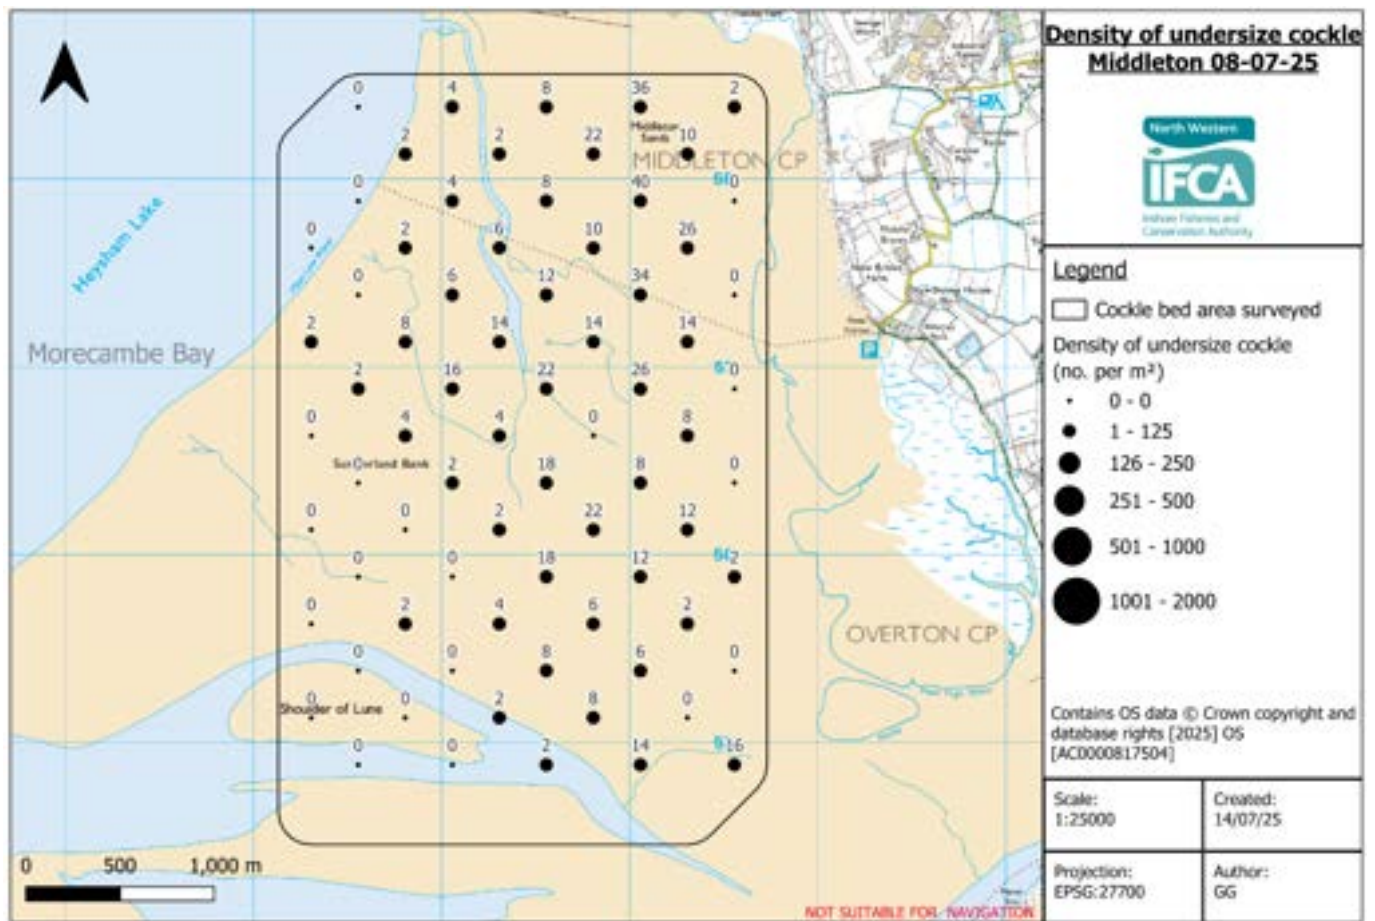 Density of undersize cockle
Middleton 08-07-25
North Western
IFCA
Inshore Fisheries and
Conservation Authority
Legend
Cockle bed area surveyed
Density of undersize cockle
(no. per m²)
0 - 0
1 - 125
126 - 250
251 - 500
501 - 1000
1001 - 2000
Contains OS data © Crown copyright and
database rights [2025] OS
[AC0000817504]
Scale:
1:25000
Created:
14/07/25
Projection:
EPSG:27700
Author:
GG
0 4 8 36 2
Middleton
Sands
2 2 22 10
MIDDLETON CP
0 4 8 40 0
Heysham Lake
0 2 6 10 26
0 6 12 34 0
2 8 14 14 14
Morecambe Bay
P
2 16 22 26 0
0 4 4 0 8
Sunderland Bank
0 2 18 8 0
0 0 2 22 12
0 0 18 12 2
0 2 4 6 2
OVERTON CP
0 0 8 6 0
Shoulder of Lune
0 0 2 8 0
0 0 2 14 16
0 500 1,000 m
NOT SUITABLE FOR NAVIGATION